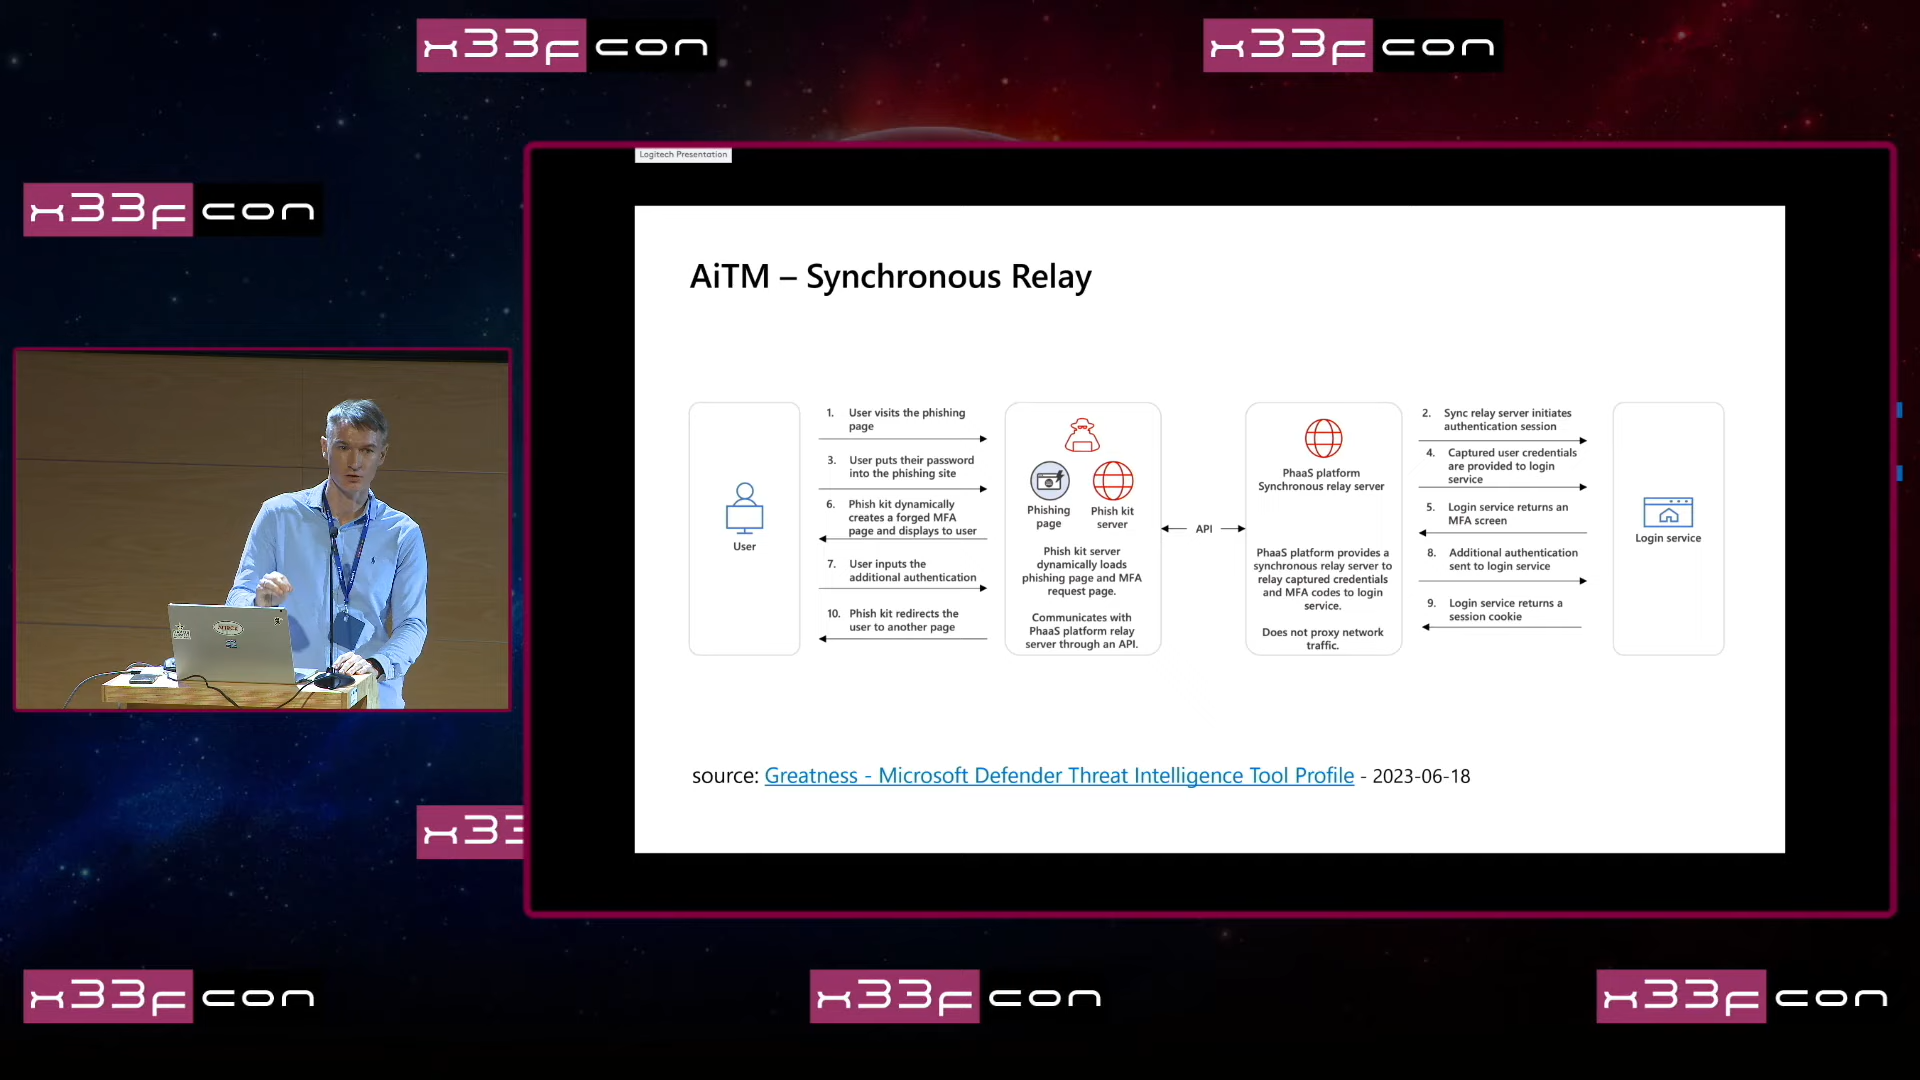 x33fcon
x33fcon
x33fcon
Logitech Presentation
AiTM – Synchronous Relay
User
1. User visits the phishing
page
3. User puts their password
into the phishing site
6. Phish kit dynamically
creates a forged MFA
page and displays to user
7. User inputs the
additional authentication
10. Phish kit redirects the
user to another page
Phishing
page
Phish kit
server
Phish kit server
dynamically loads
phishing page and MFA
request page.
Communicates with
PhaaS platform relay
server through an API.
API
PhaaS platform
Synchronous relay server
PhaaS platform provides a
synchronous relay server to
relay captured credentials
and MFA codes to login
service.
Does not proxy network
traffic.
2. Sync relay server initiates
authentication session
4. Captured user credentials
are provided to login
service
5. Login service returns an
MFA screen
8. Additional authentication
sent to login service
9. Login service returns a
session cookie
Login service
source: Greatness - Microsoft Defender Threat Intelligence Tool Profile - 2023-06-18
x33
x33fcon
x33fcon
x33fcon